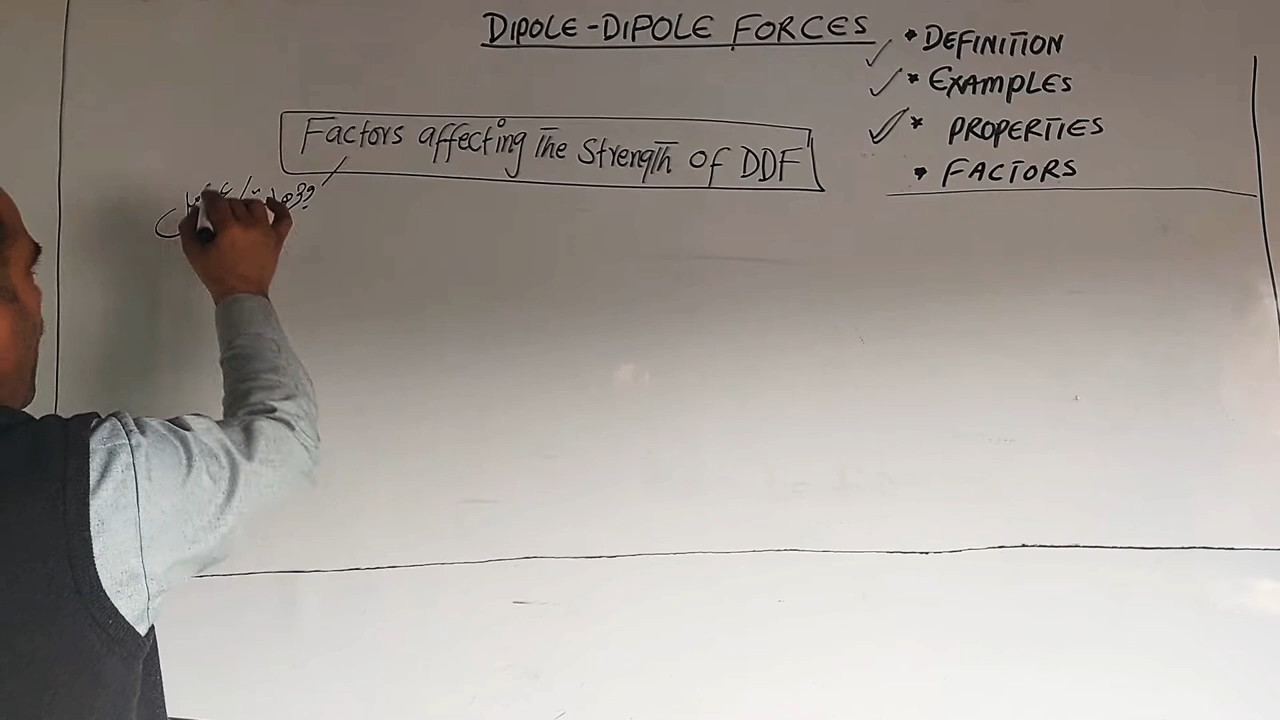 DIPOLE-DIPOLE FORCES
* DEFINITION
* EXAMPLES
* PROPERTIES
* FACTORS
Factors affecting The Strength of DDF